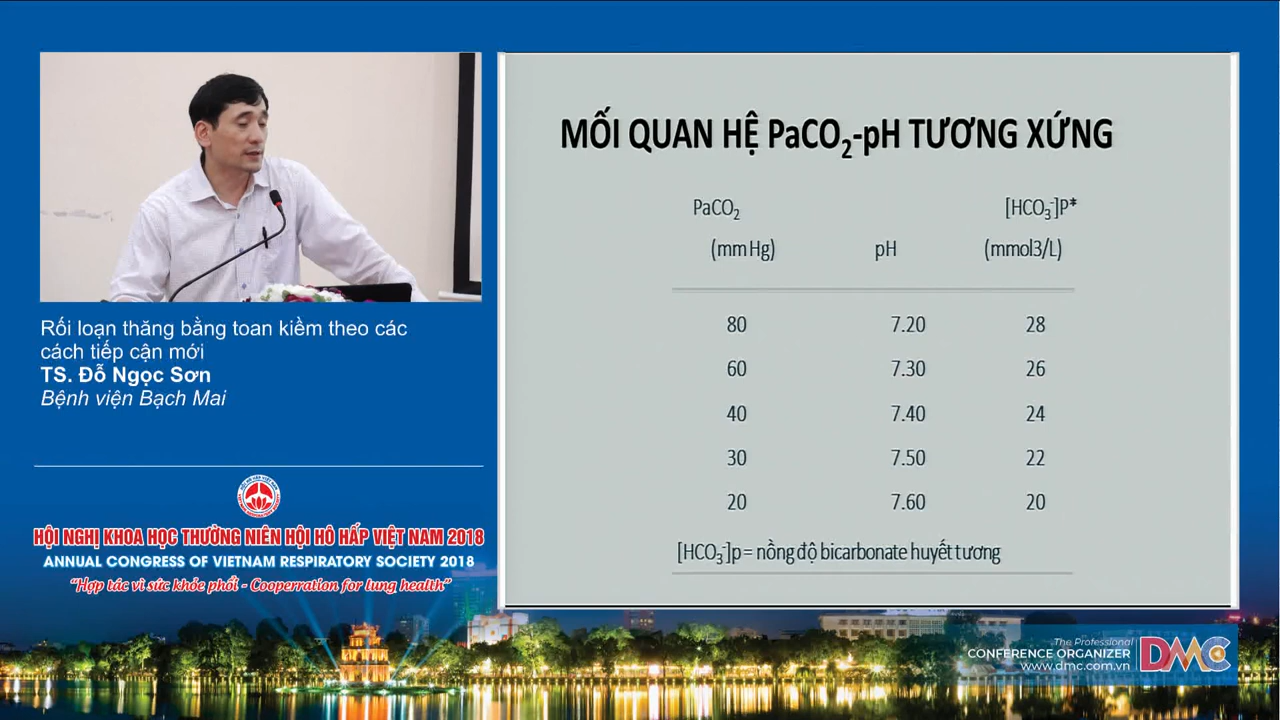 MỐI QUAN HỆ PaCO₂-pH TƯƠNG XỨNG
PaCO₂ [HCO₃⁻]P*
(mm Hg) pH (mmol3/L)
80 7.20 28
60 7.30 26
40 7.40 24
30 7.50 22
20 7.60 20
[HCO₃⁻]p = nồng độ bicarbonate huyết tương
Rối loạn thăng bằng toan kiềm theo các
cách tiếp cận mới
TS. Đỗ Ngọc Sơn
Bệnh viện Bạch Mai
HỘI NGHỊ KHOA HỌC THƯỜNG NIÊN HỘI HÔ HẤP VIỆT NAM 2018
ANNUAL CONGRESS OF VIETNAM RESPIRATORY SOCIETY 2018
"Hợp tác vì sức khỏe phổi - Cooperration for lung health"
The Professional
CONFERENCE ORGANIZER
www.dmc.com.vn
DMC